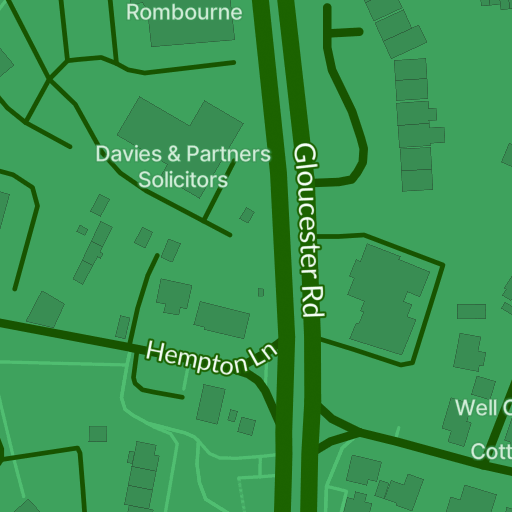 Rombourne
Davies & Partners
Solicitors
Gloucester Rd
Hempton Ln
Well
Cott